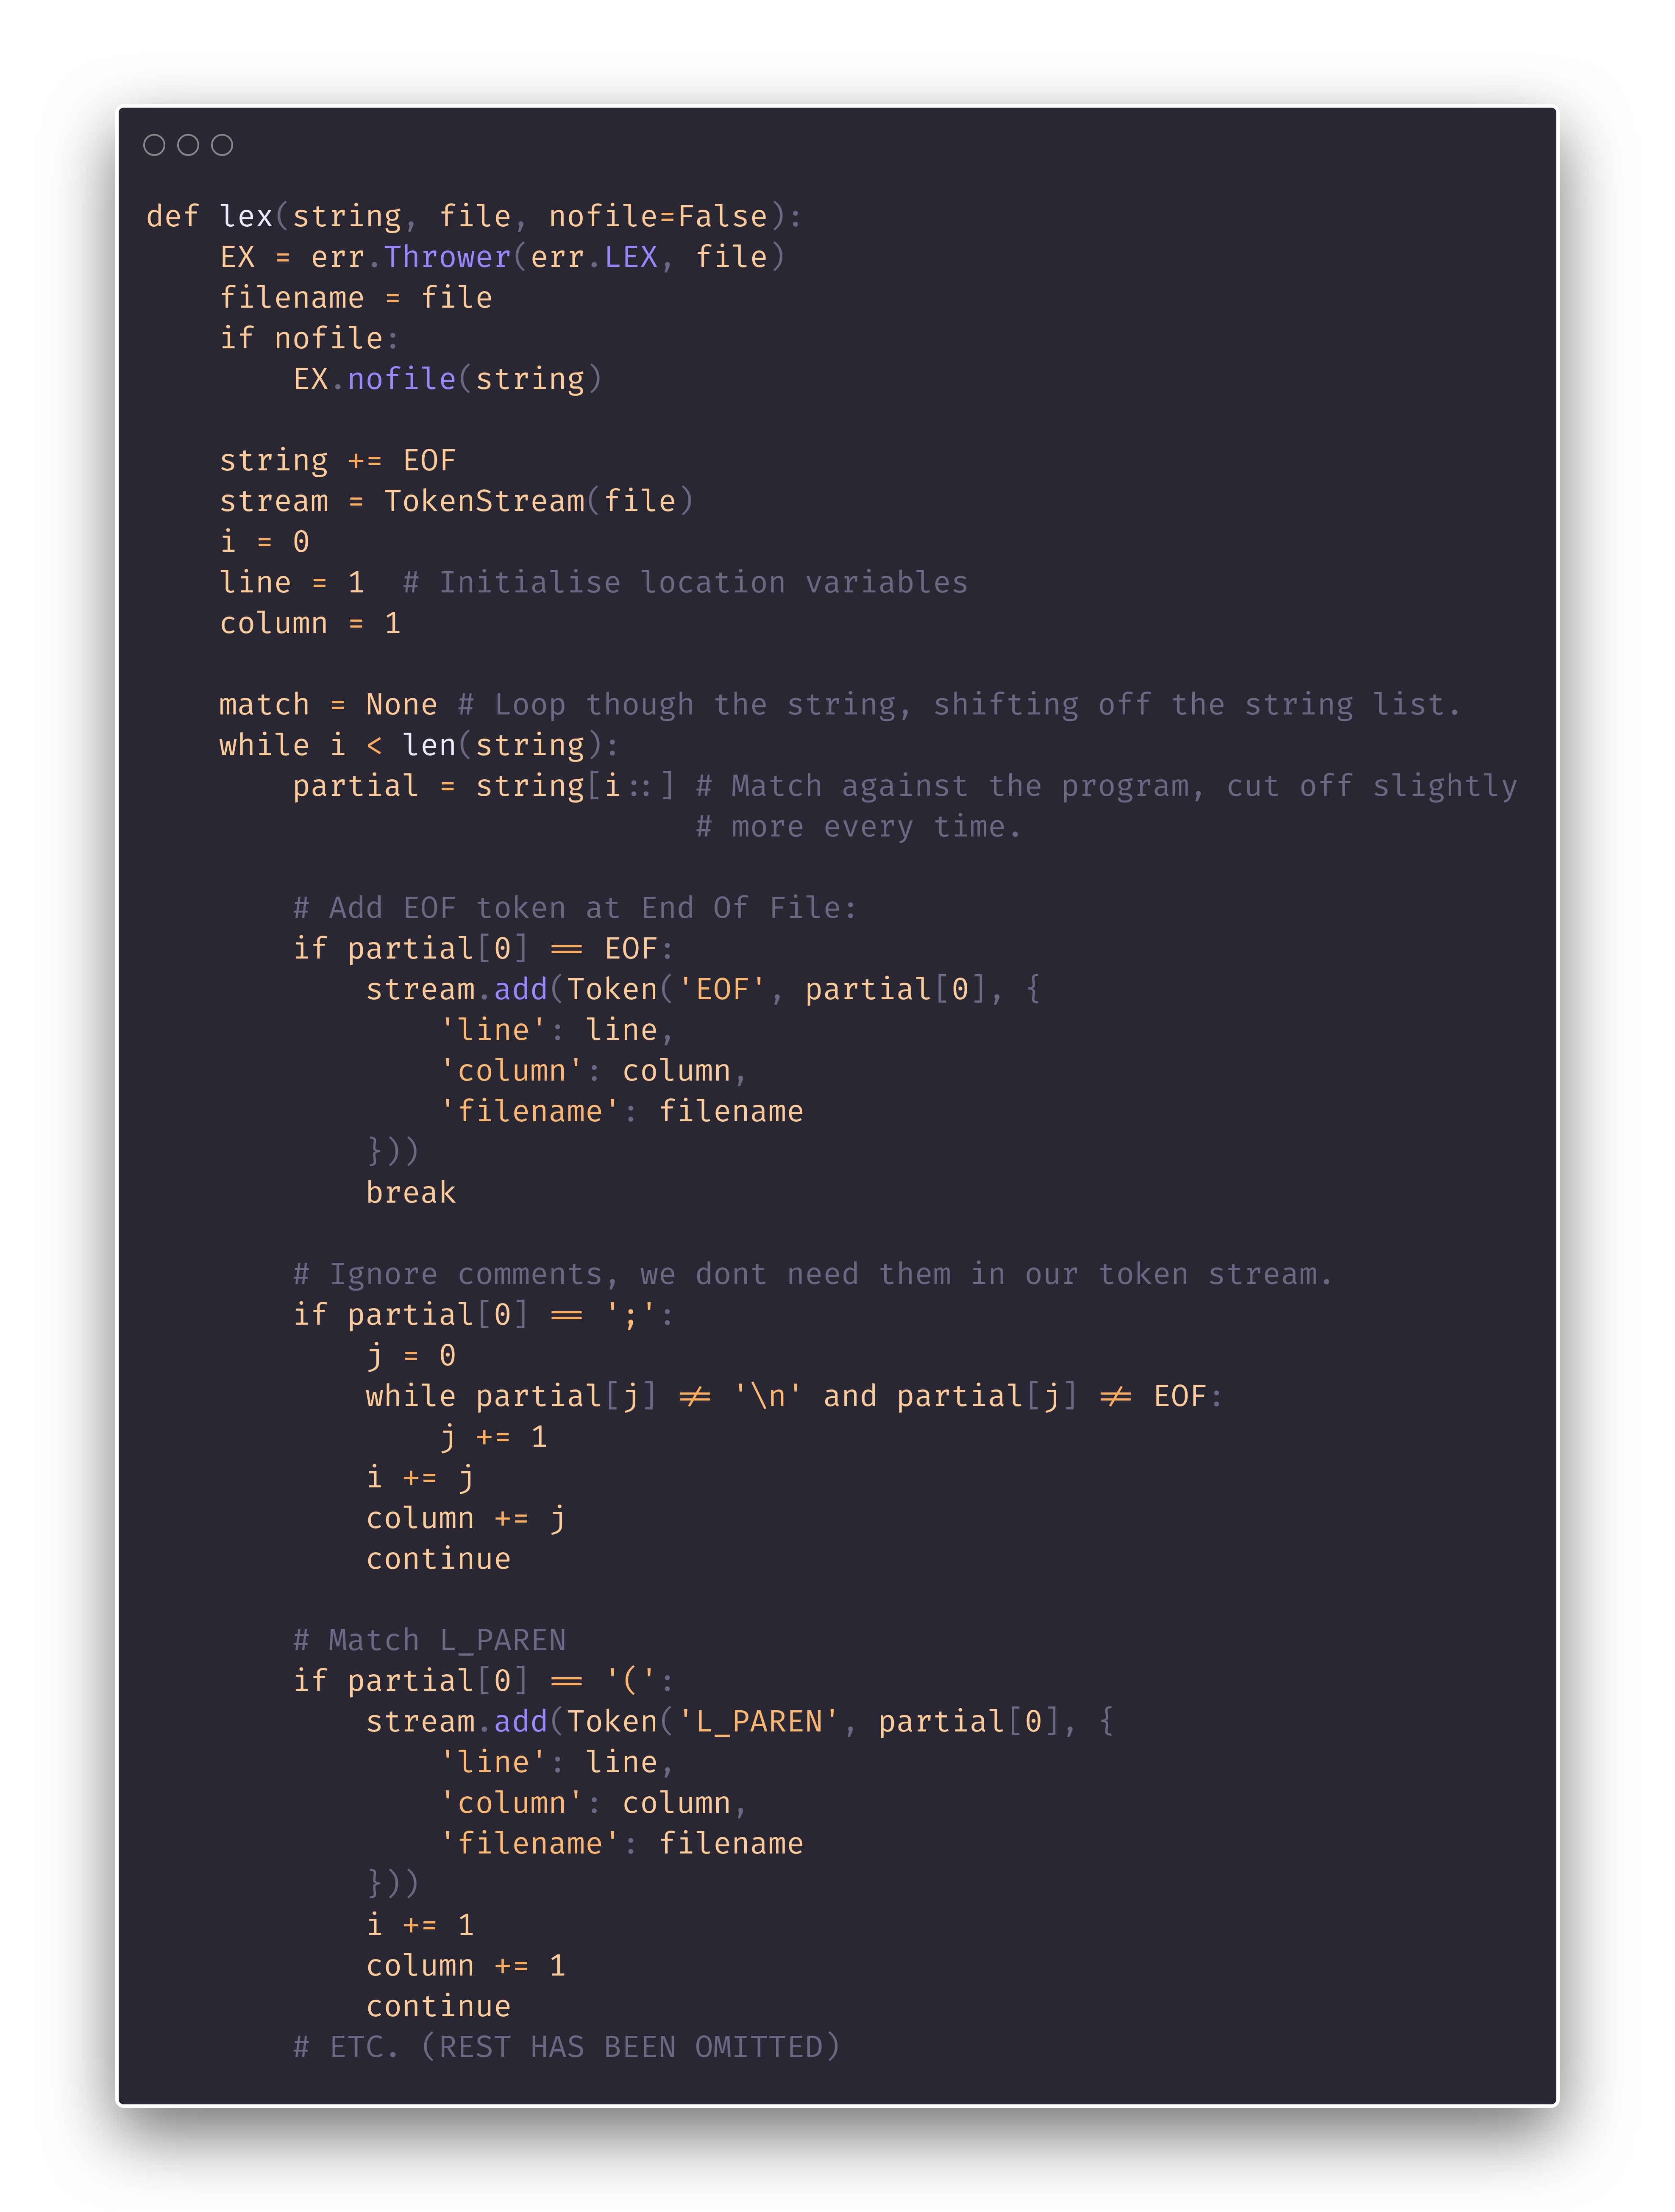 def lex(string, file, nofile=False):
    EX = err.Thrower(err.LEX, file)
    filename = file
    if nofile:
        EX.nofile(string)

    string += EOF
    stream = TokenStream(file)
    i = 0
    line = 1  # Initialise location variables
    column = 1

    match = None # Loop though the string, shifting off the string list.
    while i < len(string):
        partial = string[i::] # Match against the program, cut off slightly
                              # more every time.

        # Add EOF token at End Of File:
        if partial[0] == EOF:
            stream.add(Token('EOF', partial[0], {
                'line': line,
                'column': column,
                'filename': filename
            }))
            break

        # Ignore comments, we dont need them in our token stream.
        if partial[0] == ';':
            j = 0
            while partial[j] != '\n' and partial[j] != EOF:
                j += 1
            i += j
            column += j
            continue

        # Match L_PAREN
        if partial[0] == '(':
            stream.add(Token('L_PAREN', partial[0], {
                'line': line,
                'column': column,
                'filename': filename
            }))
            i += 1
            column += 1
            continue
        # ETC. (REST HAS BEEN OMITTED)